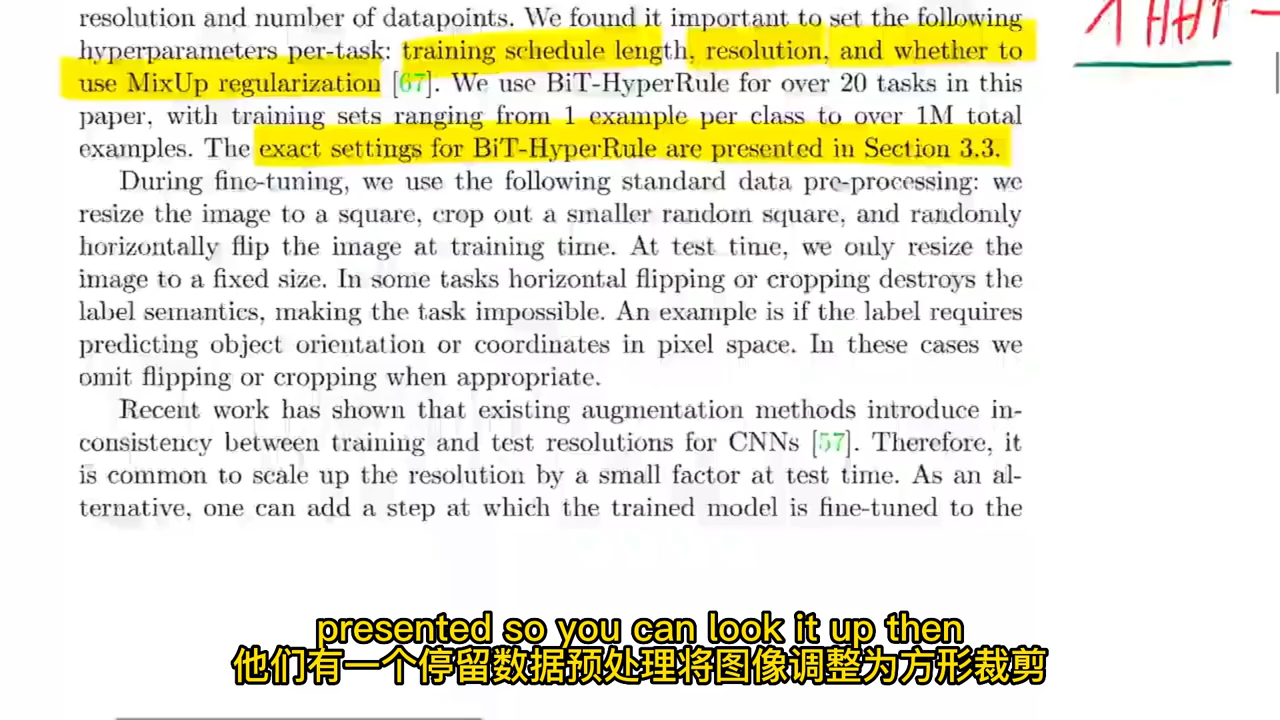 resolution and number of datapoints. We found it important to set the following
hyperparameters per-task: training schedule length, resolution, and whether to
use MixUp regularization [67]. We use BiT-HyperRule for over 20 tasks in this
paper, with training sets ranging from 1 example per class to over 1M total
examples. The exact settings for BiT-HyperRule are presented in Section 3.3.
During fine-tuning, we use the following standard data pre-processing: we
resize the image to a square, crop out a smaller random square, and randomly
horizontally flip the image at training time. At test time, we only resize the
image to a fixed size. In some tasks horizontal flipping or cropping destroys the
label semantics, making the task impossible. An example is if the label requires
predicting object orientation or coordinates in pixel space. In these cases we
omit flipping or cropping when appropriate.
Recent work has shown that existing augmentation methods introduce in-
consistency between training and test resolutions for CNNs [57]. Therefore, it
is common to scale up the resolution by a small factor at test time. As an al-
ternative, one can add a step at which the trained model is fine-tuned to the
presented so you can look it up then
他们有一个停留数据预处理将图像调整为方形裁剪